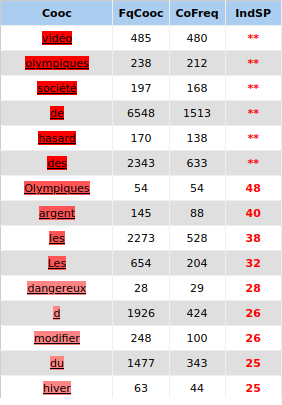 Cooc FqCooc CoFreq IndSP
vidéo 485 480 **
olympiques 238 212 **
société 197 168 **
de 6548 1513 **
hasard 170 138 **
des 2343 633 **
Olympiques 54 54 48
argent 145 88 40
les 2273 528 38
Les 654 204 32
dangereux 28 29 28
d 1926 424 26
modifier 248 100 26
du 1477 343 25
hiver 63 44 25